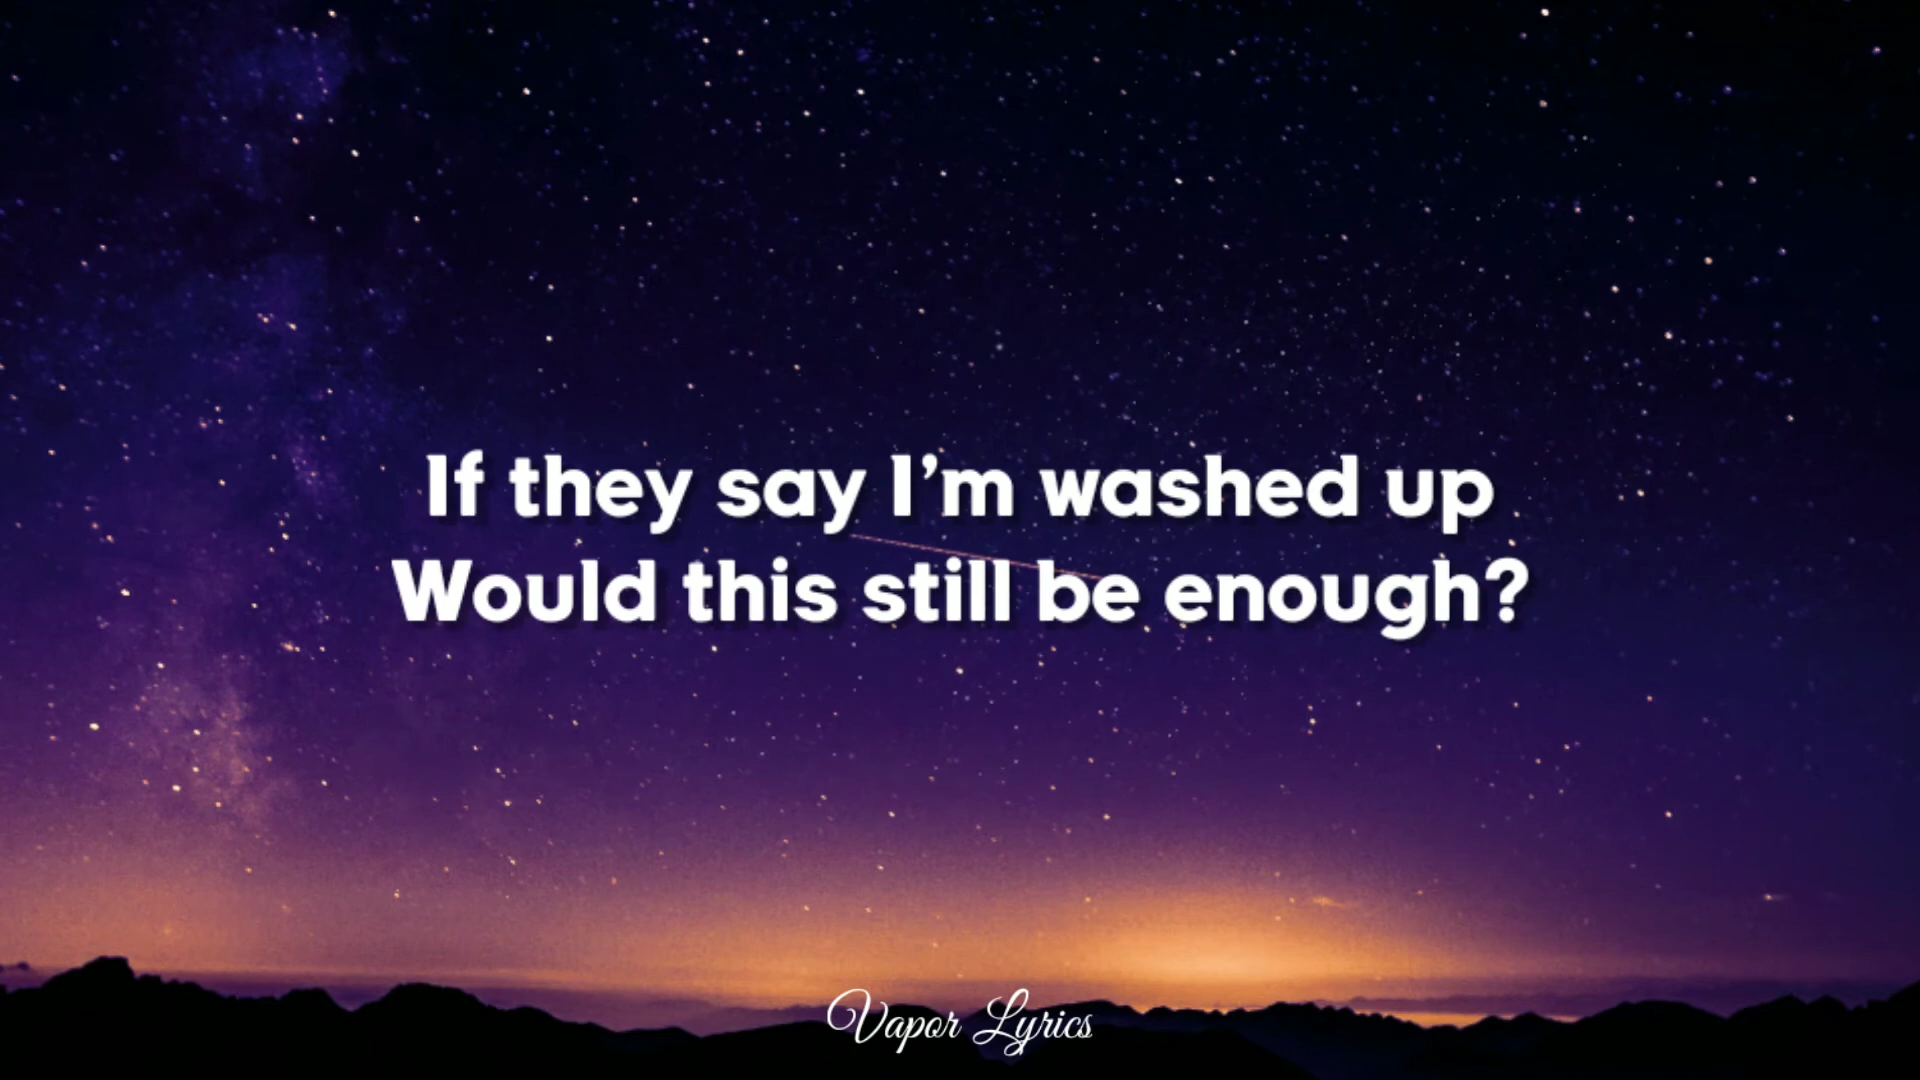 If they say I’m washed up
Would this still be enough?
Vapor Lyrics